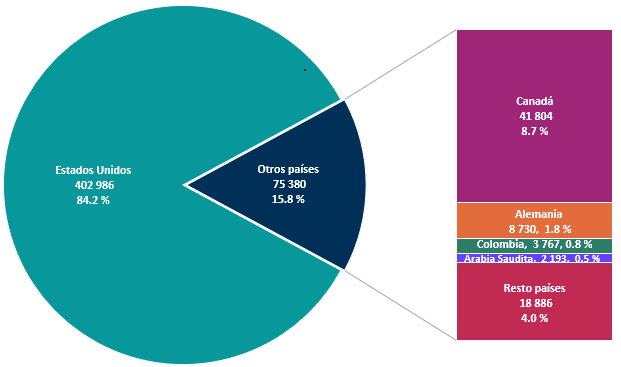 Estados Unidos
402 986
84.2 %
Otros países
75 380
15.8 %
Canadá
41 804
8.7 %
Alemania
8 730, 1.8 %
Colombia, 3 767, 0.8 %
Arabia Saudita, 2 193, 0.5 %
Resto países
18 886
4.0 %